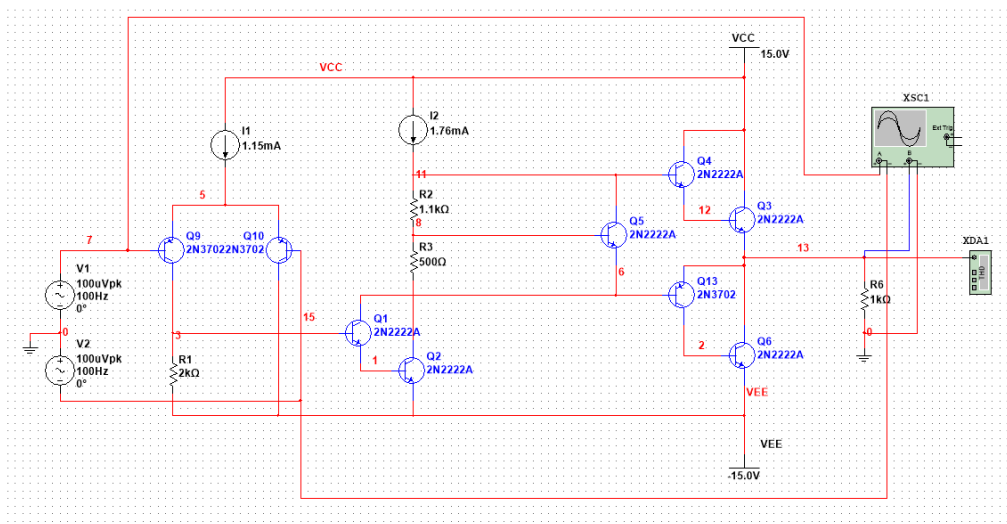 VCC
15.0V
XSC1
VCC
Ext Trig
A
B
I1
1.15mA
I2
1.76mA
11
Q4
2N2222A
R2
1.1kΩ
5
12
Q3
2N2222A
8
Q5
2N2222A
7
Q9
2N3702
Q10
2N3702
R3
500Ω
13
XDA1
THD
V1
100uVpk
100Hz
0°
6
Q13
2N3702
R6
1kΩ
15
Q1
2N2222A
0
3
0
V2
100uVpk
100Hz
0°
R1
2kΩ
1
Q2
2N2222A
2
Q6
2N2222A
VEE
VEE
-15.0V